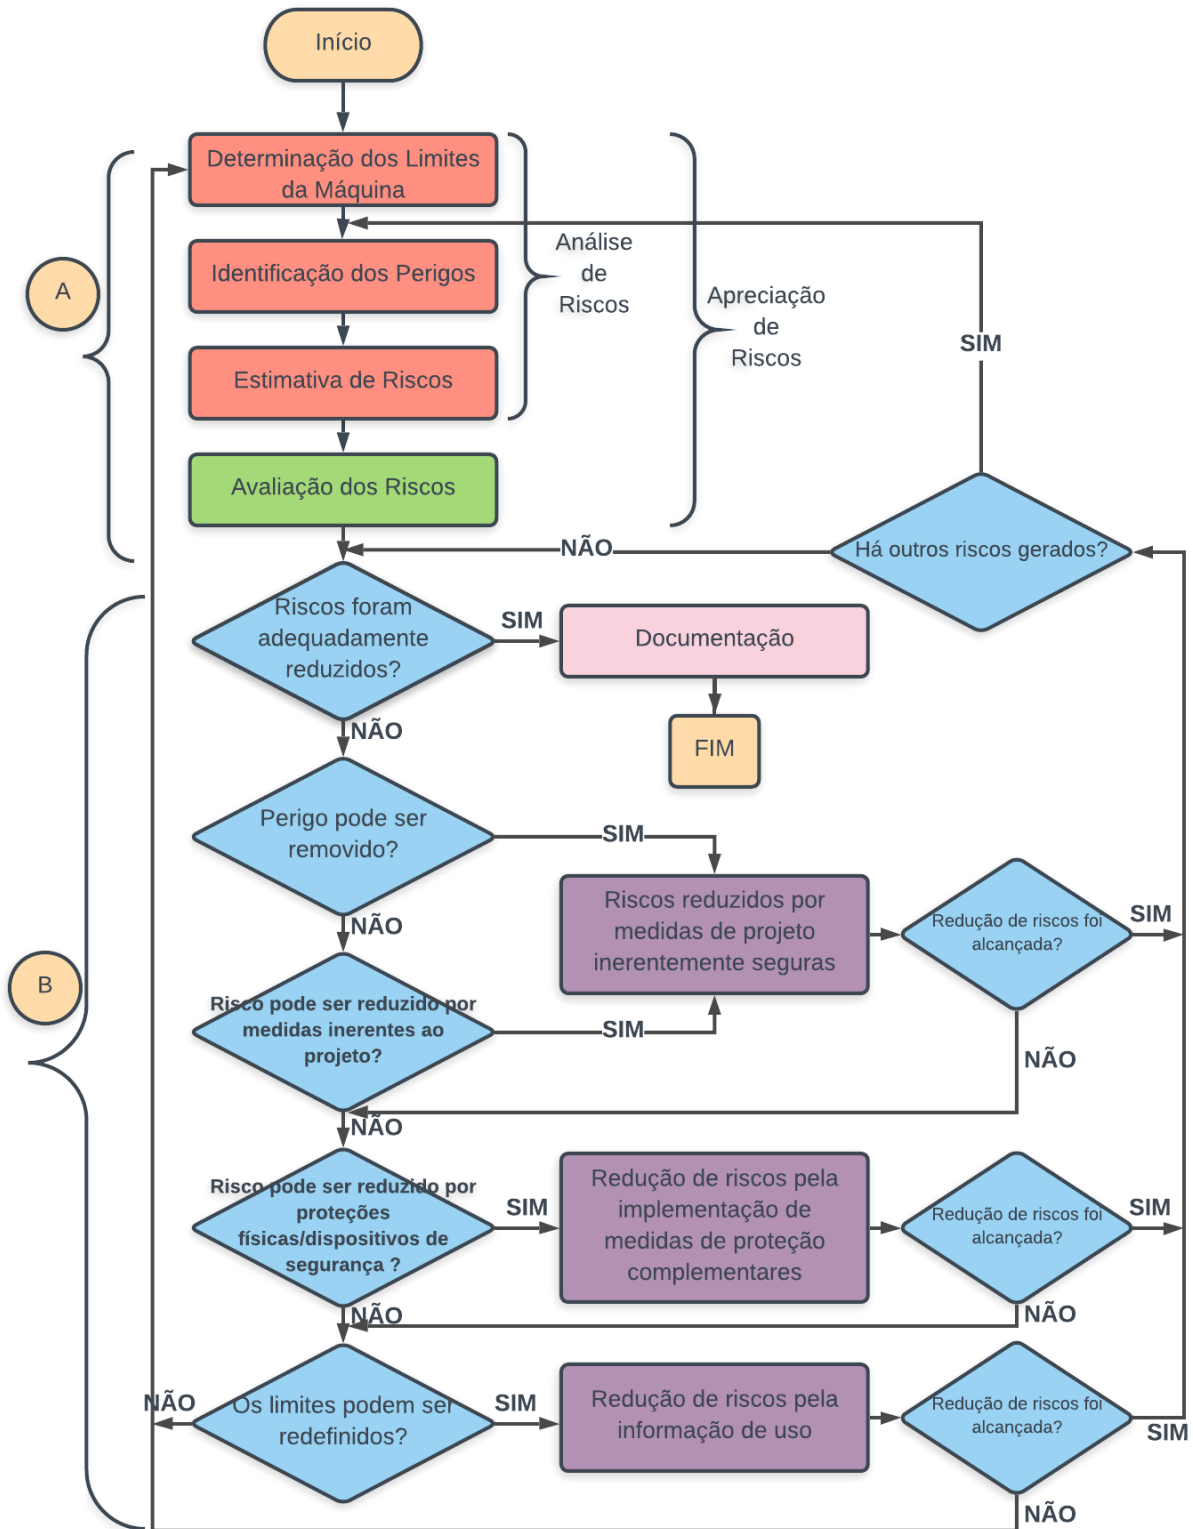 Início
Determinação dos Limites
da Máquina
Identificação dos Perigos
Estimativa de Riscos
Avaliação dos Riscos
Análise
de
Riscos
Apreciação
de
Riscos
A
SIM
Há outros riscos gerados?
NÃO
Riscos foram
adequadamente
reduzidos?
SIM
Documentação
FIM
NÃO
Perigo pode ser
removido?
SIM
Riscos reduzidos por
medidas de projeto
inerentemente seguras
Redução de riscos foi
alcançada?
SIM
NÃO
B
Risco pode ser reduzido por
medidas inerentes ao
projeto?
SIM
NÃO
NÃO
Risco pode ser reduzido por
proteções
físicas/dispositivos de
segurança ?
SIM
Redução de riscos pela
implementação de
medidas de proteção
complementares
Redução de riscos foi
alcançada?
SIM
NÃO
NÃO
Os limites podem ser
redefinidos?
NÃO
SIM
Redução de riscos pela
informação de uso
Redução de riscos foi
alcançada?
SIM
NÃO